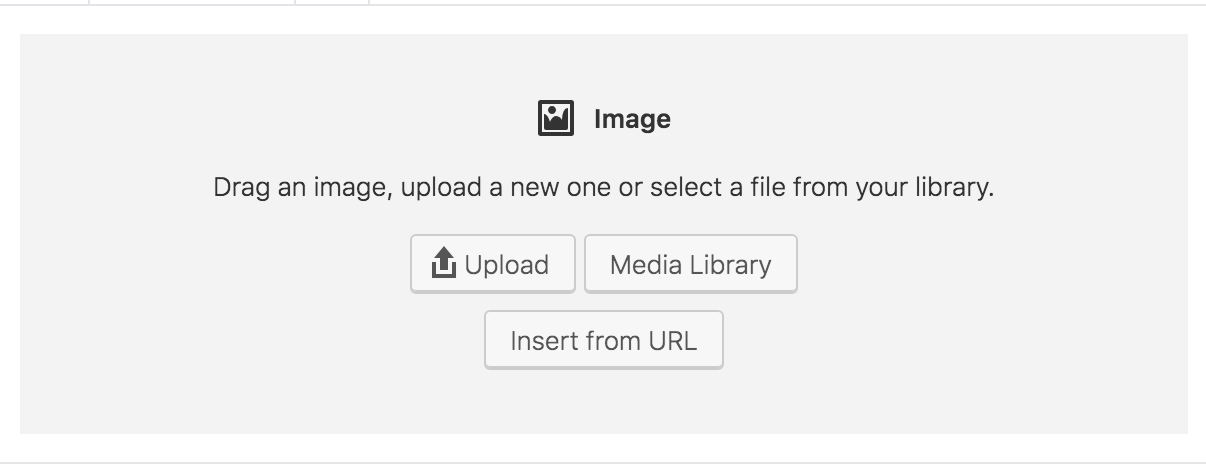 Image
Drag an image, upload a new one or select a file from your library.
Upload
Media Library
Insert from URL